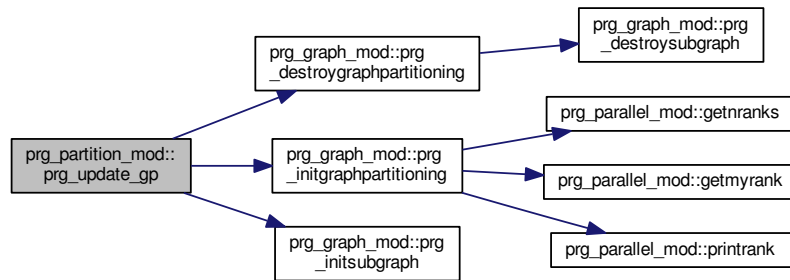 prg_graph_mod::prg
_destroysubgraph
prg_graph_mod::prg
_destroygraphpartitioning
prg_parallel_mod::getnranks
prg_partition_mod::
prg_update_gp
prg_graph_mod::prg
_initgraphpartitioning
prg_parallel_mod::getmyrank
prg_graph_mod::prg
_initsubgraph
prg_parallel_mod::printrank